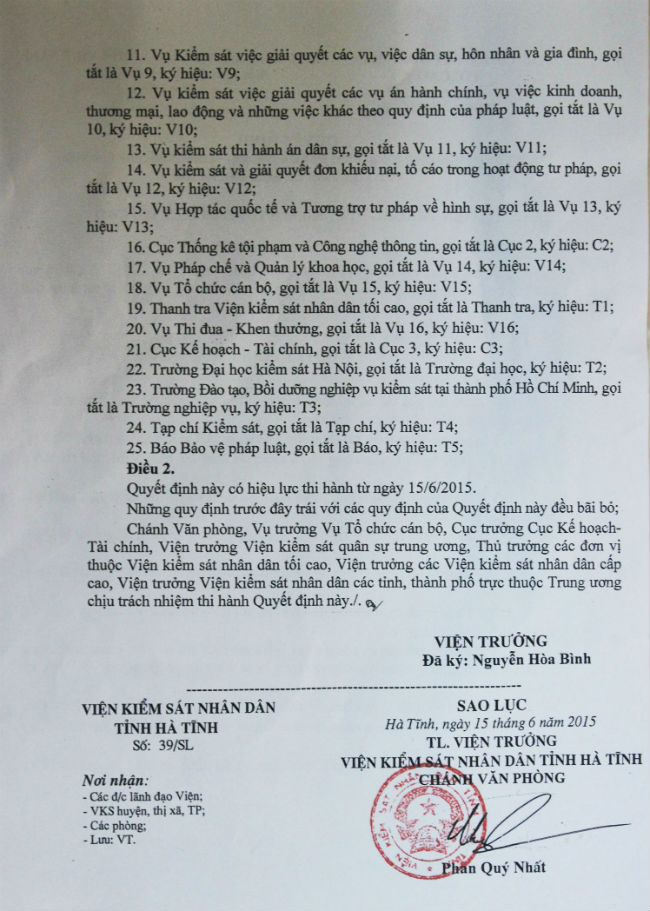 11. Vụ Kiểm sát việc giải quyết các vụ, việc dân sự, hôn nhân và gia đình, gọi
tắt là Vụ 9, ký hiệu: V9;
12. Vụ kiểm sát việc giải quyết các vụ án hành chính, vụ việc kinh doanh,
thương mại, lao động và những việc khác theo quy định của pháp luật, gọi tắt là Vụ
10, ký hiệu: V10;
13. Vụ kiểm sát thi hành án dân sự, gọi tắt là Vụ 11, ký hiệu: V11;
14. Vụ kiểm sát và giải quyết đơn khiếu nại, tố cáo trong hoạt động tư pháp, gọi
tắt là Vụ 12, ký hiệu: V12;
15. Vụ Hợp tác quốc tế và Tương trợ tư pháp về hình sự, gọi tắt là Vụ 13, ký
hiệu: V13;
16. Cục Thống kê tội phạm và Công nghệ thông tin, gọi tắt là Cục 2, ký hiệu: C2;
17. Vụ Pháp chế và Quản lý khoa học, gọi tắt là Vụ 14, ký hiệu: V14;
18. Vụ Tổ chức cán bộ, gọi tắt là Vụ 15, ký hiệu: V15;
19. Thanh tra Viện kiểm sát nhân dân tối cao, gọi tắt là Thanh tra, ký hiệu: T1;
20. Vụ Thi đua - Khen thưởng, gọi tắt là Vụ 16, ký hiệu: V16;
21. Cục Kế hoạch - Tài chính, gọi tắt là Cục 3, ký hiệu: C3;
22. Trường Đại học kiểm sát Hà Nội, gọi tắt là Trường đại học, ký hiệu: T2;
23. Trường Đào tạo, Bồi dưỡng nghiệp vụ kiểm sát tại thành phố Hồ Chí Minh, gọi
tắt là Trường nghiệp vụ, ký hiệu: T3;
24. Tạp chí Kiểm sát, gọi tắt là Tạp chí, ký hiệu: T4;
25. Báo Bảo vệ pháp luật, gọi tắt là Báo, ký hiệu: T5;
Điều 2.
Quyết định này có hiệu lực thi hành từ ngày 15/6/2015.
Những quy định trước đây trái với các quy định của Quyết định này đều bãi bỏ;
Chánh Văn phòng, Vụ trưởng Vụ Tổ chức cán bộ, Cục trưởng Cục Kế hoạch-
Tài chính, Viện trưởng Viện kiểm sát quân sự trung ương, Thủ trưởng các đơn vị
thuộc Viện kiểm sát nhân dân tối cao, Viện trưởng các Viện kiểm sát nhân dân cấp
cao, Viện trưởng Viện kiểm sát nhân dân các tỉnh, thành phố trực thuộc Trung ương
chịu trách nhiệm thi hành Quyết định này./.
VIỆN TRƯỞNG
Đã ký: Nguyễn Hòa Bình
VIỆN KIỂM SÁT NHÂN DÂN
TỈNH HÀ TĨNH
Số: 39/SL
Nơi nhận:
- Các đ/c lãnh đạo Viện;
- VKS huyện, thị xã, TP;
- Các phòng;
- Lưu: VT.
SAO LỤC
Hà Tĩnh, ngày 15 tháng 6 năm 2015
TL. VIỆN TRƯỞNG
VIỆN KIỂM SÁT NHÂN DÂN TỈNH HÀ TĨNH
CHÁNH VĂN PHÒNG
Phan Quý Nhất